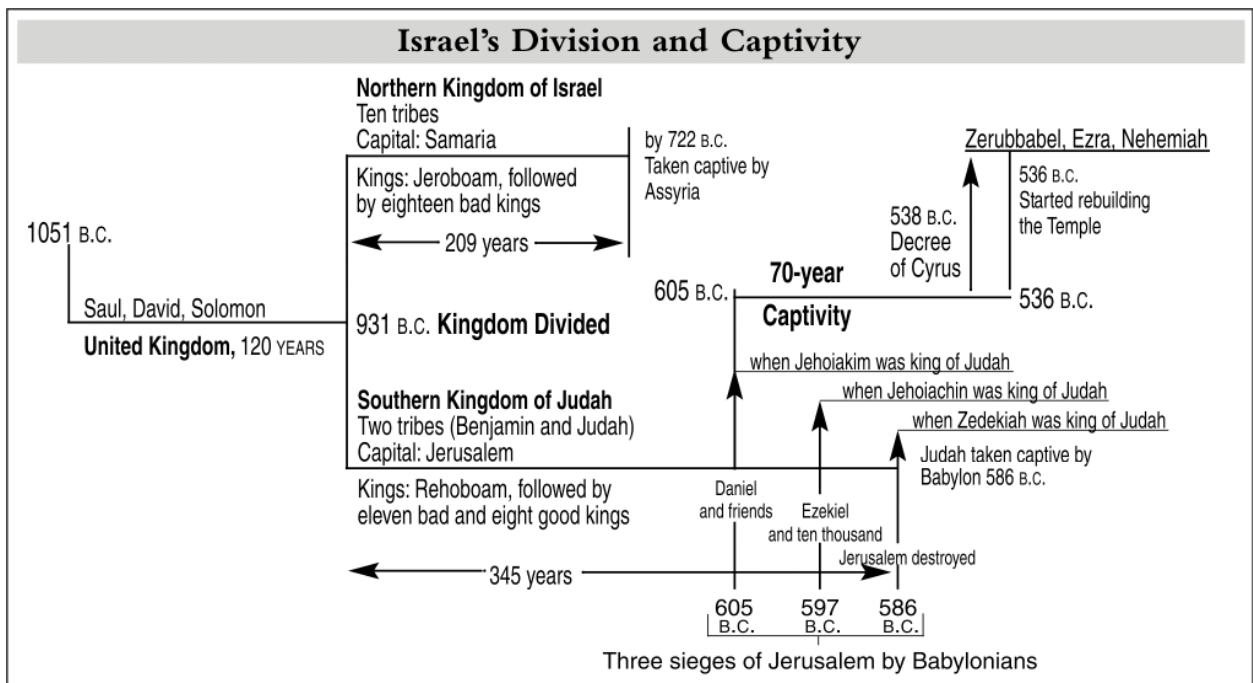 Israel's Division and Captivity
Northern Kingdom of Israel
Ten tribes
Capital: Samaria
Kings: Jeroboam, followed
by eighteen bad kings
209 years
by 722 B.C.
Taken captive by
Assyria
Zerubbabel, Ezra, Nehemiah
536 B.C.
Started rebuilding
the Temple
538 B.C.
Decree
of Cyrus
1051 B.C.
Saul, David, Solomon
United Kingdom, 120 YEARS
931 B.C. Kingdom Divided
605 B.C.
70-year
Captivity
536 B.C.
when Jehoiakim was king of Judah
when Jehoiachin was king of Judah
when Zedekiah was king of Judah
Southern Kingdom of Judah
Two tribes (Benjamin and Judah)
Capital: Jerusalem
Kings: Rehoboam, followed by
eleven bad and eight good kings
Judah taken captive by
Babylon 586 B.C.
Daniel
and friends
Ezekiel
and ten thousand
Jerusalem destroyed
345 years
605
B.C.
597
B.C.
586
B.C.
Three sieges of Jerusalem by Babylonians